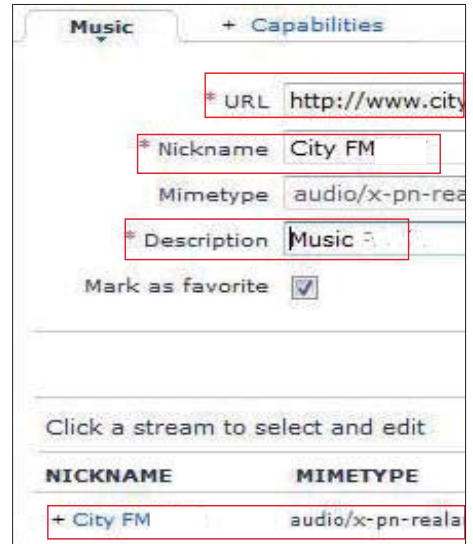 Music + Capabilities
* URL http://www.city
* Nickname City FM
Mimetype audio/x-pn-rea
* Description Music
Mark as favorite
Click a stream to select and edit
NICKNAME MIMETYPE
+ City FM audio/x-pn-reala